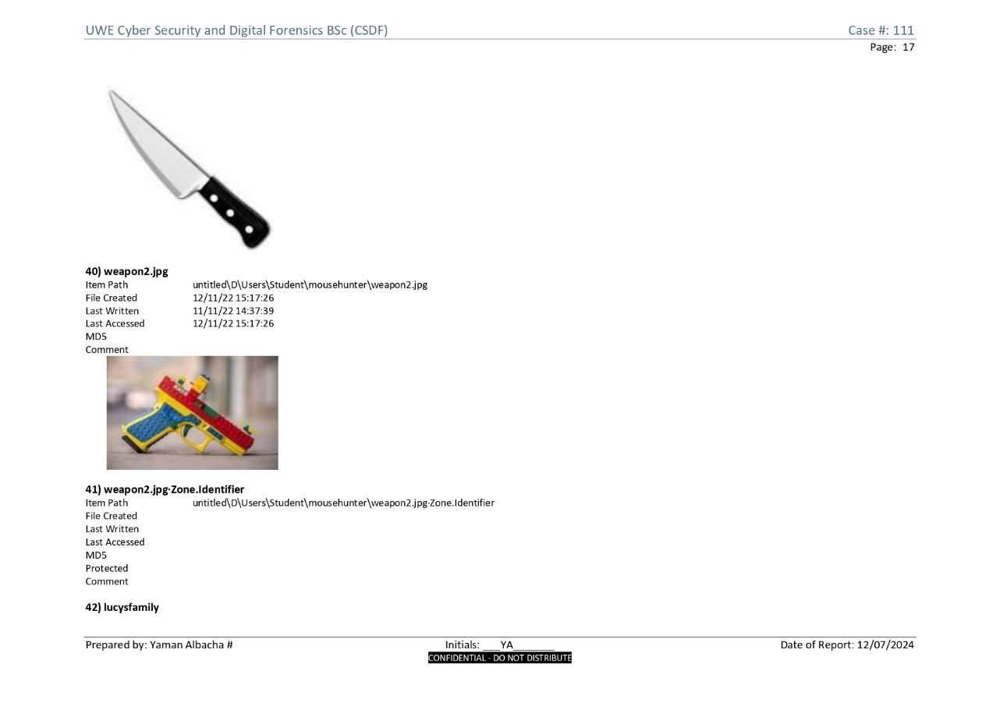 UWE Cyber Security and Digital Forensics BSc (CSDF) Case #: 111
Page: 17
40) weapon2.jpg
Item Path untitled\D\Users\Student\mousehunter\weapon2.jpg
File Created 12/11/22 15:17:26
Last Written 11/11/22 14:37:39
Last Accessed 12/11/22 15:17:26
MD5
Comment
41) weapon2.jpg·Zone.Identifier
Item Path untitled\D\Users\Student\mousehunter\weapon2.jpg·Zone.Identifier
File Created
Last Written
Last Accessed
MD5
Protected
Comment
42) lucysfamily
Prepared by: Yaman Albacha # Initials: ___YA_______ Date of Report: 12/07/2024
CONFIDENTIAL - DO NOT DISTRIBUTE